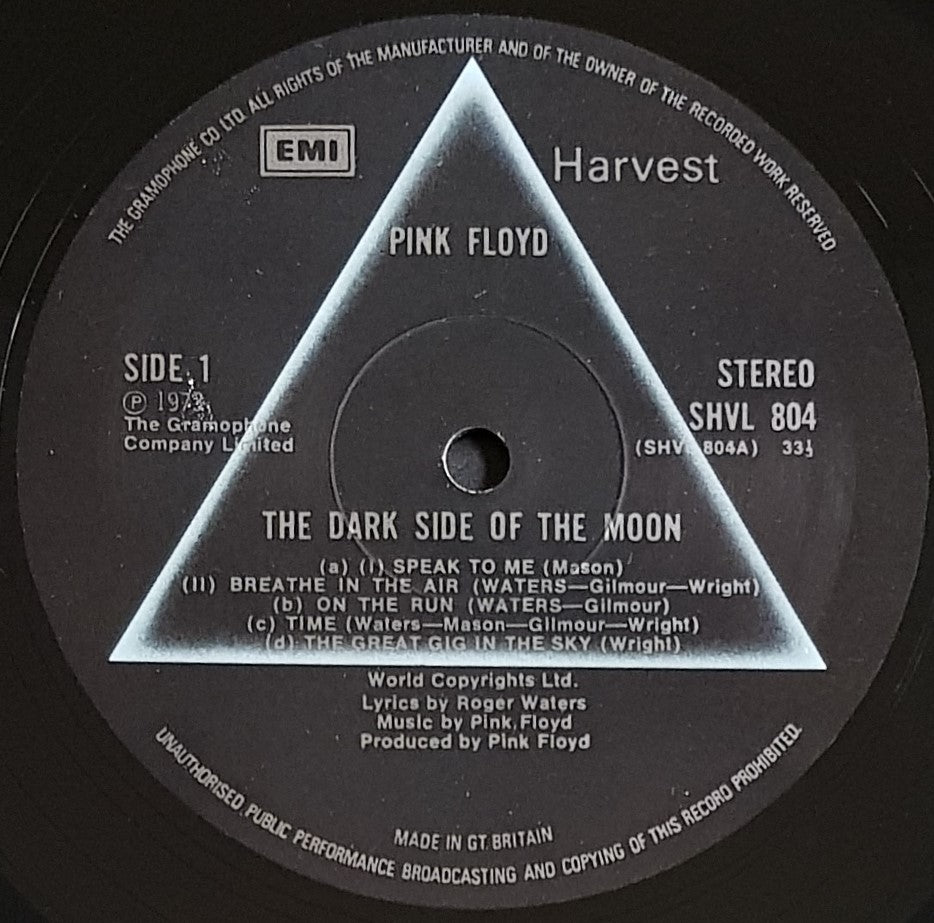 THE GRAMOPHONE CO LTD. ALL RIGHTS OF THE MANUFACTURER AND OF THE OWNER OF THE RECORDED WORK RESERVED
EMI
Harvest
PINK FLOYD
SIDE 1
STEREO
Ⓟ 1973
SHVL 804
The Gramophone
Company Limited
(SHVL 804A) 33⅓
THE DARK SIDE OF THE MOON
(a) (I) SPEAK TO ME (Mason)
(II) BREATHE IN THE AIR (WATERS—Gilmour—Wright)
(b) ON THE RUN (WATERS—Gilmour)
(c) TIME (Waters—Mason—Gilmour—Wright)
(d) THE GREAT GIG IN THE SKY (Wright)
World Copyrights Ltd.
Lyrics by Roger Waters
Music by Pink Floyd
Produced by Pink Floyd
MADE IN GT. BRITAIN
UNAUTHORISED PUBLIC PERFORMANCE BROADCASTING AND COPYING OF THIS RECORD PROHIBITED.